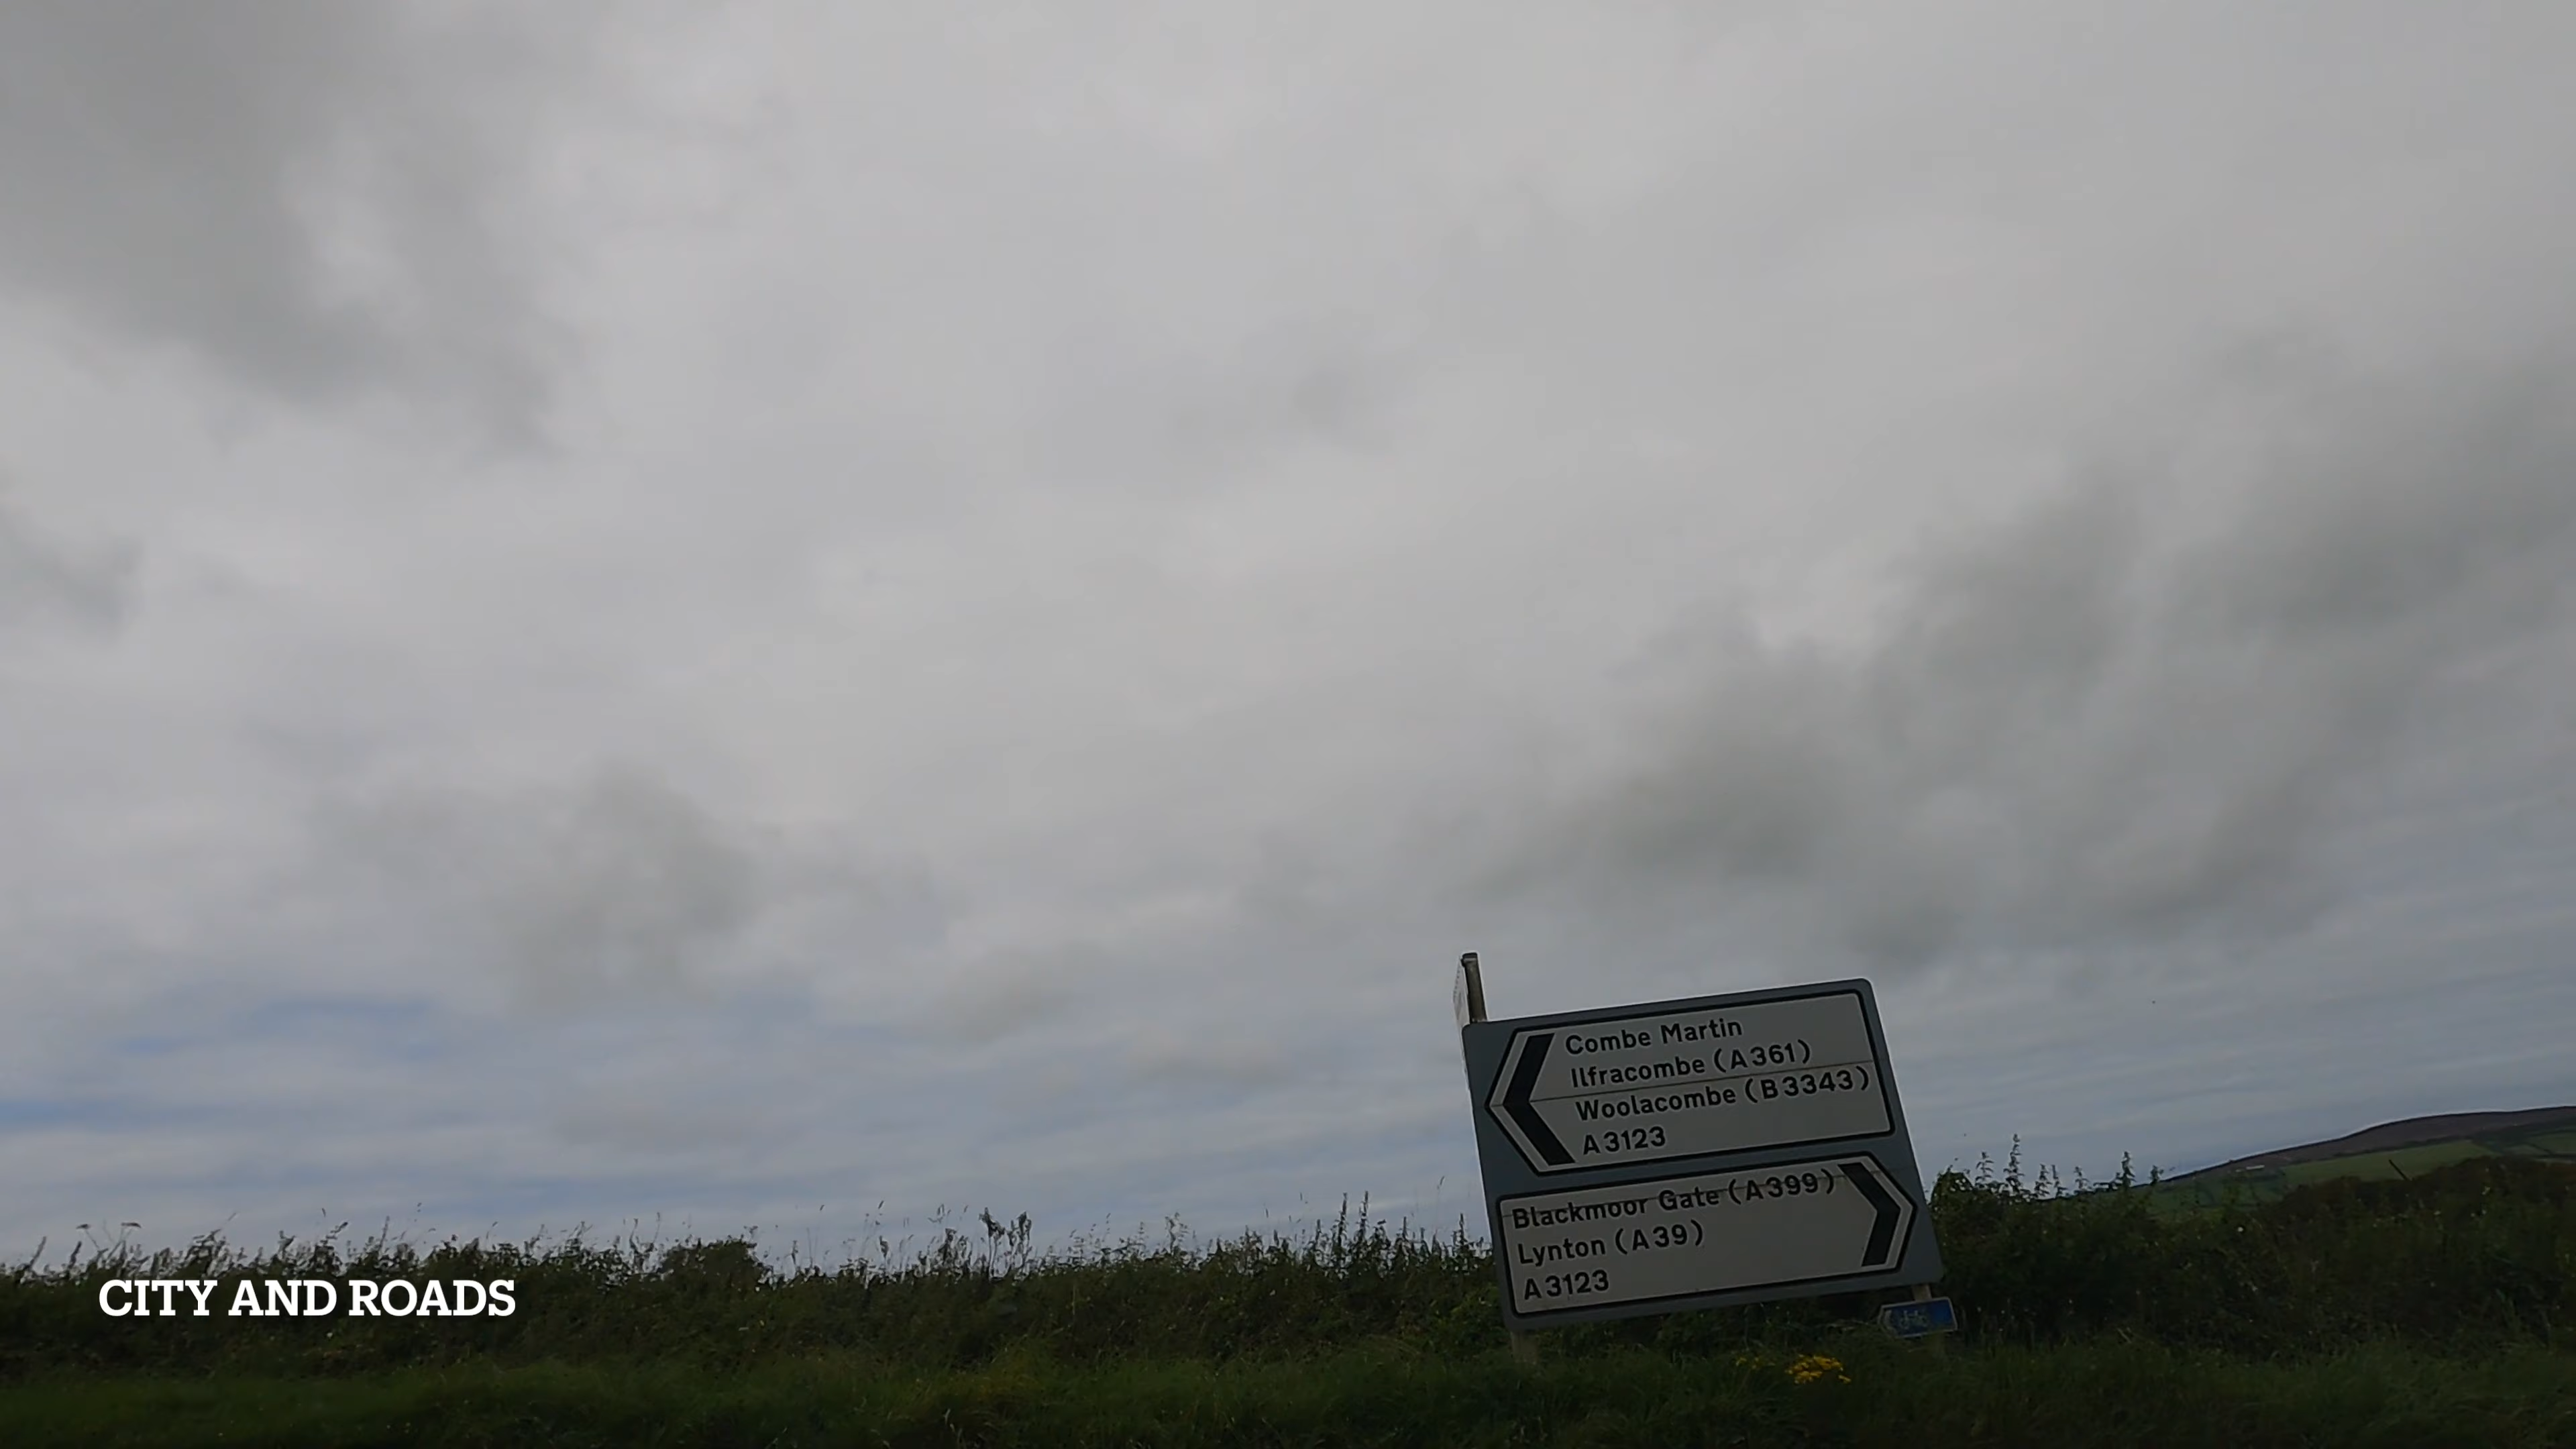 Combe Martin
Ilfracombe (A361)
Woolacombe (B3343)
A3123
Blackmoor Gate (A399)
Lynton (A39)
A3123
CITY AND ROADS